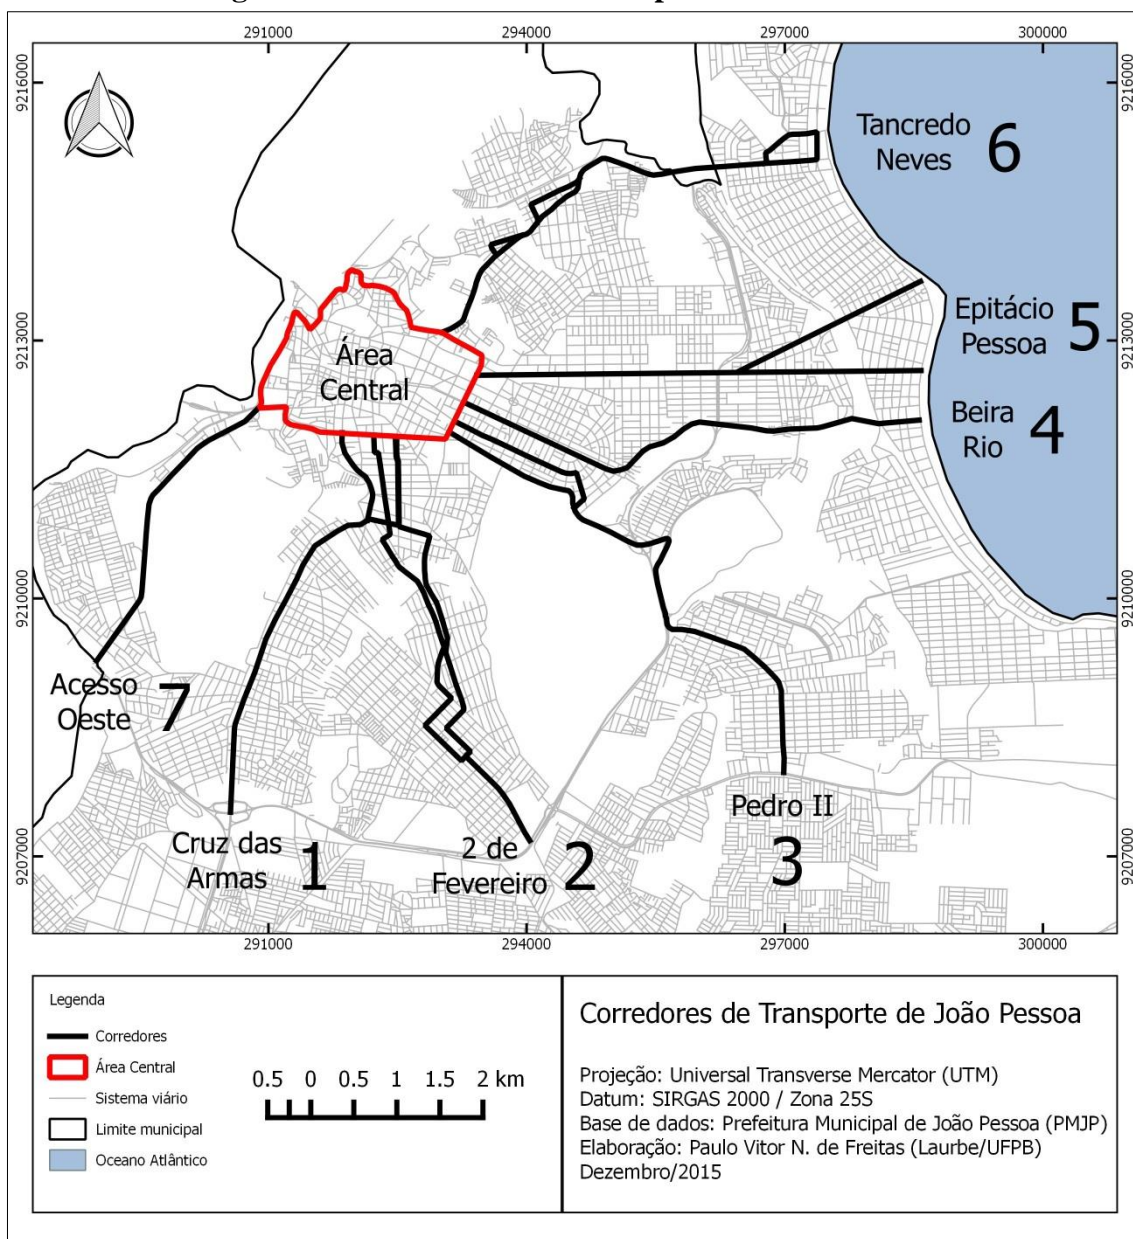 291000 294000 297000 300000
9216000 9216000
Tancredo
Neves 6
Epitácio
Pessoa 5
9213000 9213000
Área
Central
Beira
Rio 4
9210000 9210000
Acesso
Oeste 7
Pedro II
3
Cruz das
Armas 1
2 de
Fevereiro 2
9207000 9207000
291000 294000 297000 300000
Legenda
Corredores
Área Central
Sistema viário
Limite municipal
Oceano Atlântico
0.5 0 0.5 1 1.5 2 km
Corredores de Transporte de João Pessoa
Projeção: Universal Transverse Mercator (UTM)
Datum: SIRGAS 2000 / Zona 25S
Base de dados: Prefeitura Municipal de João Pessoa (PMJP)
Elaboração: Paulo Vitor N. de Freitas (Laurbe/UFPB)
Dezembro/2015